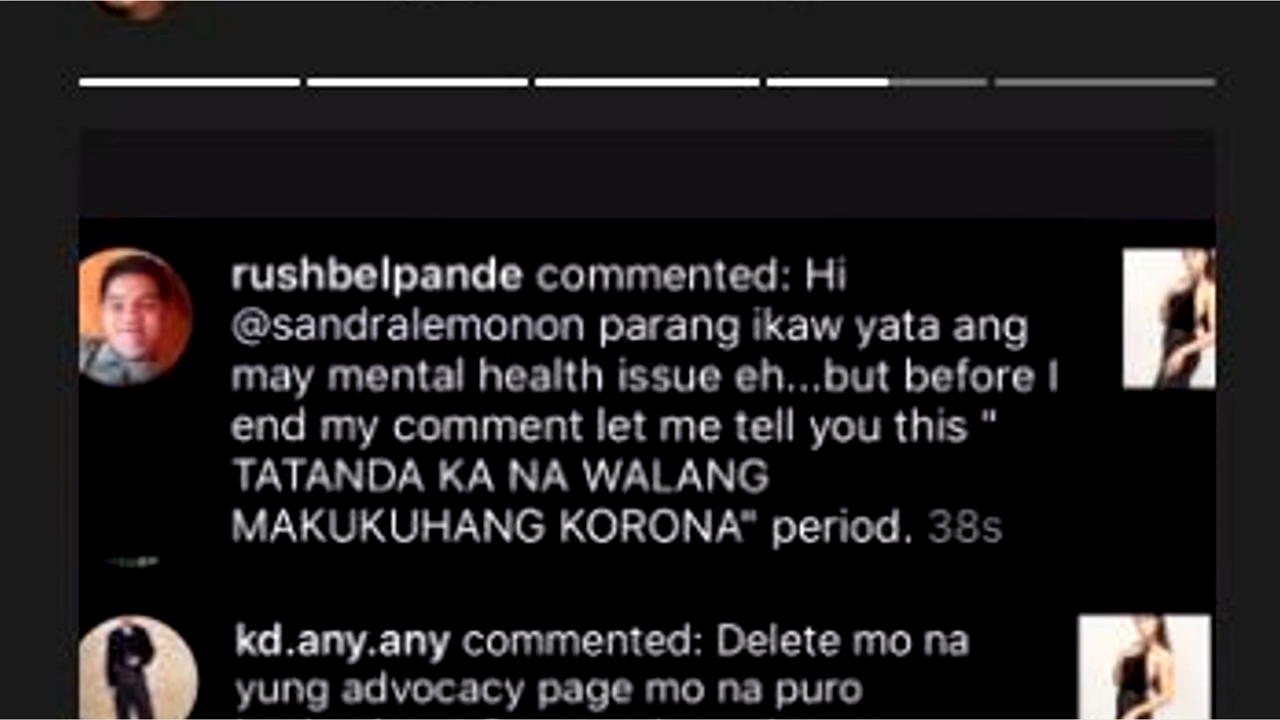 rushbelpande commented: Hi
@sandralemonon parang ikaw yata ang
may mental health issue eh...but before I
end my comment let me tell you this "
TATANDA KA NA WALANG
MAKUKUHANG KORONA" period. 38s
kd.any.any commented: Delete mo na
yung advocacy page mo na puro